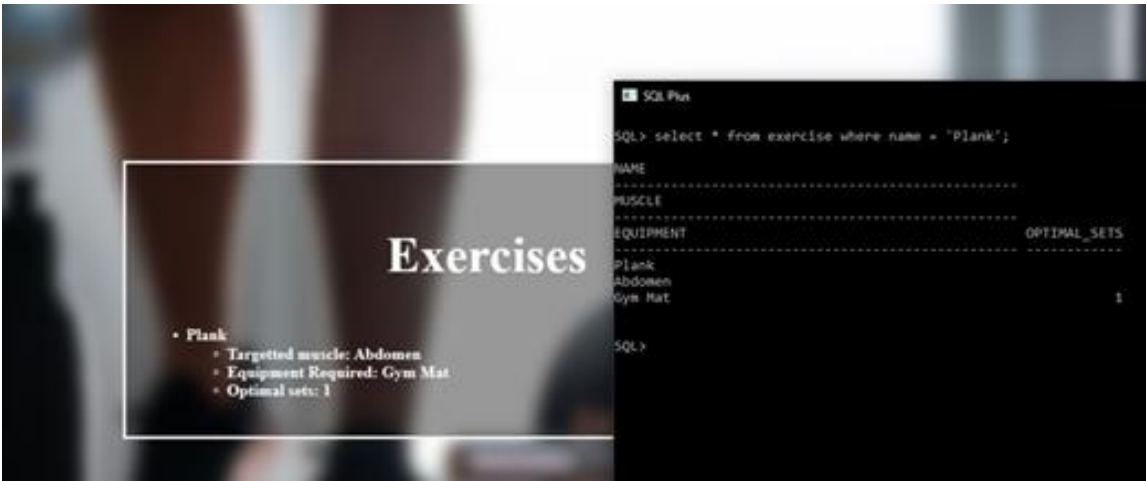 Exercises
• Plank
◦ Targetted muscle: Abdomen
◦ Equipment Required: Gym Mat
◦ Optimal sets: 1
SQL Plus
SQL> select * from exercise where name = 'Plank';
NAME
--------------------------------------------------
MUSCLE
--------------------------------------------------
EQUIPMENT OPTIMAL_SETS
-------------------------------------------------- ------------
Plank
Abdomen
Gym Mat 1
SQL>